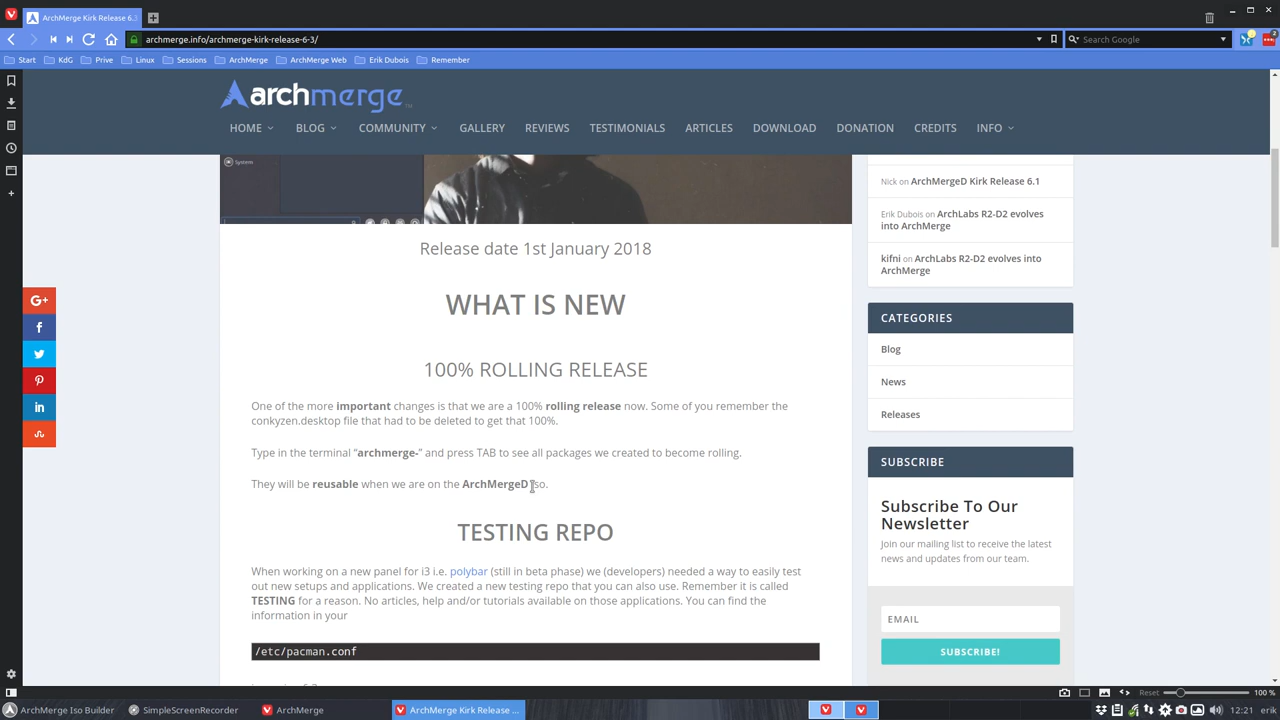 ArchMerge Kirk Release 6.3
archmerge.info/archmerge-kirk-release-6-3/
Search Google
Start
KdG
Prive
Linux
Sessions
ArchMerge
ArchMerge Web
Erik Dubois
Remember
archmerge
HOME
BLOG
COMMUNITY
GALLERY
REVIEWS
TESTIMONIALS
ARTICLES
DOWNLOAD
DONATION
CREDITS
INFO
System
Release date 1st January 2018
WHAT IS NEW
100% ROLLING RELEASE
One of the more important changes is that we are a 100% rolling release now. Some of you remember the
conkyzen.desktop file that had to be deleted to get that 100%.
Type in the terminal “archmerge-” and press TAB to see all packages we created to become rolling.
They will be reusable when we are on the ArchMergeD iso.
TESTING REPO
When working on a new panel for i3 i.e. polybar (still in beta phase) we (developers) needed a way to easily test
out new setups and applications. We created a new testing repo that you can also use. Remember it is called
TESTING for a reason. No articles, help and/or tutorials available on those applications. You can find the
information in your
/etc/pacman.conf
Nick on ArchMergeD Kirk Release 6.1
Erik Dubois on ArchLabs R2-D2 evolves
into ArchMerge
kifni on ArchLabs R2-D2 evolves into
ArchMerge
CATEGORIES
Blog
News
Releases
SUBSCRIBE
Subscribe To Our
Newsletter
Join our mailing list to receive the latest
news and updates from our team.
EMAIL
SUBSCRIBE!
Reset
100 %
ArchMerge Iso Builder
SimpleScreenRecorder
ArchMerge
ArchMerge Kirk Release ...
12:21
erik